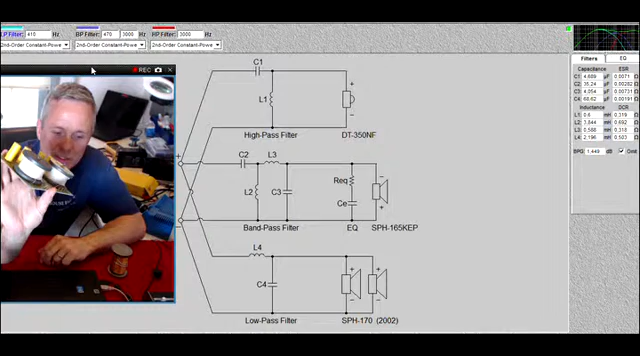 LP Filter: 410 Hz BP Filter: 470 3000 Hz HP Filter: 3000 Hz
2nd-Order Constant-Powe 2nd-Order Constant-Powe 2nd-Order Constant-Powe
REC
Filters EQ
Capacitance ESR
C1 4.689 µF 0.0071 Ω
C2 35.24 µF 0.00282 Ω
C3 4.054 µF 0.00731 Ω
C4 68.62 µF 0.00191 Ω
Inductance DCR
L1 0.6 mH 0.319 Ω
L2 3.844 mH 0.692 Ω
L3 0.588 mH 0.318 Ω
L4 2.196 mH 0.503 Ω
BPG 1.449 dB Omit
C1
L1
High-Pass Filter DT-350NF
C2 L3
L2 C3
Req
Ce
Band-Pass Filter EQ SPH-165KEP
L4
C4
Low-Pass Filter SPH-170 (2002)